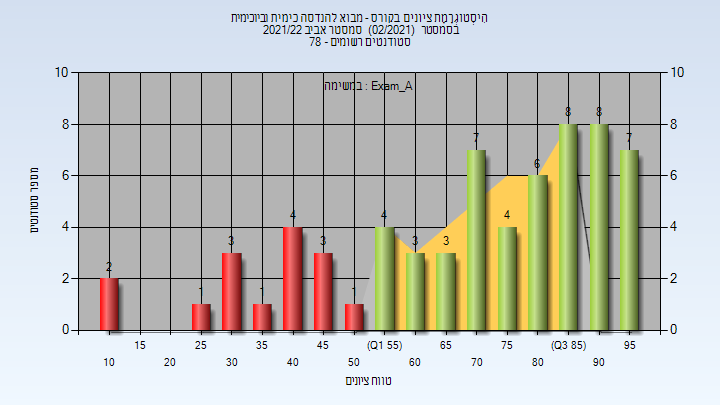 היסטוגרמת ציונים בקורס - מבוא להנדסה כימית וביוכימית
בסמסטר (02/2021) סמסטר אביב 2021/22
סטודנטים רשומים - 78
במשימה : Exam_A
10 10
8 8
6 6
4 4
2 2
0 0
מספר סטודנטים
2 1 3 1 4 3 1 4 3 3 7 4 6 8 8 7
15 25 35 45 (Q1 55) 65 75 (Q3 85) 95
10 20 30 40 50 60 70 80 90
טווח ציונים